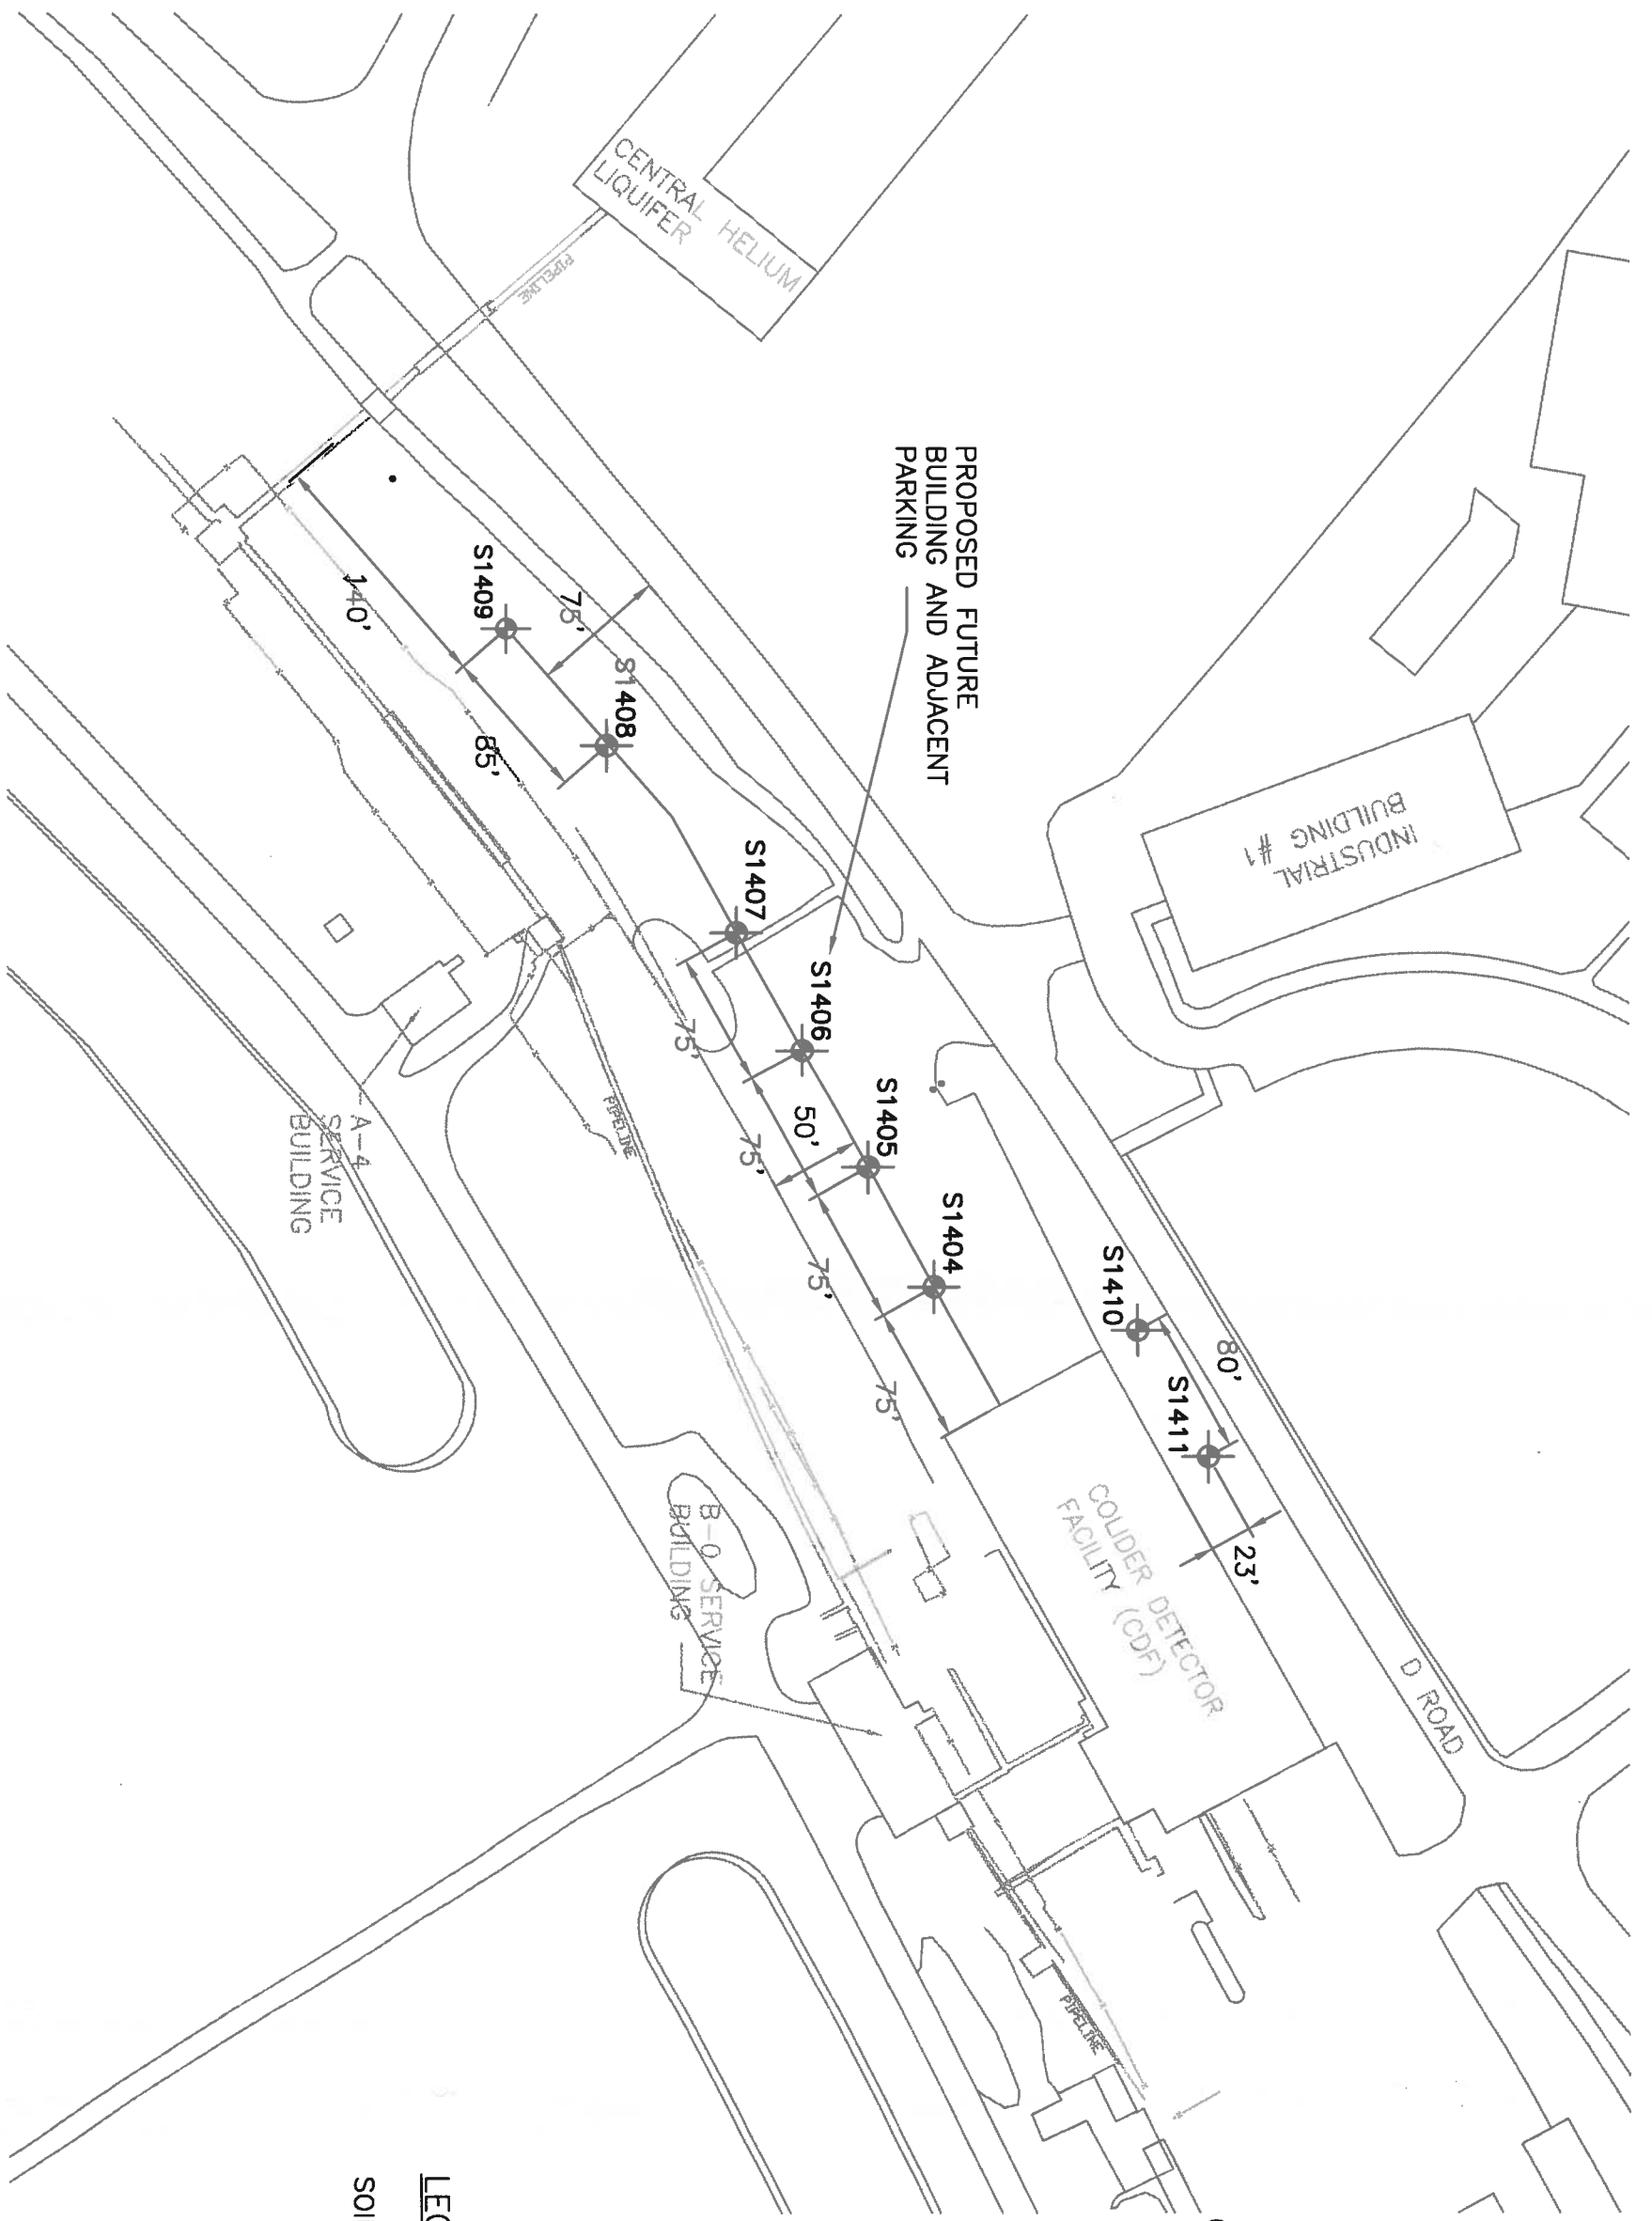 CENTRAL HELIUM
LIQUIFER
PIPELINE
PROPOSED FUTURE
BUILDING AND ADJACENT
PARKING
INDUSTRIAL
BUILDING #1
S1409
75'
140'
S1408
85'
S1407
S1406
75'
S1405
50'
75'
S1404
75'
75'
S1410
80'
S1411
23'
PIPELINE
A-4
SERVICE
BUILDING
COLIDER DETECTOR
FACILITY (CDF)
D ROAD
B-0 SERVICE
BUILDING
PIPELINE